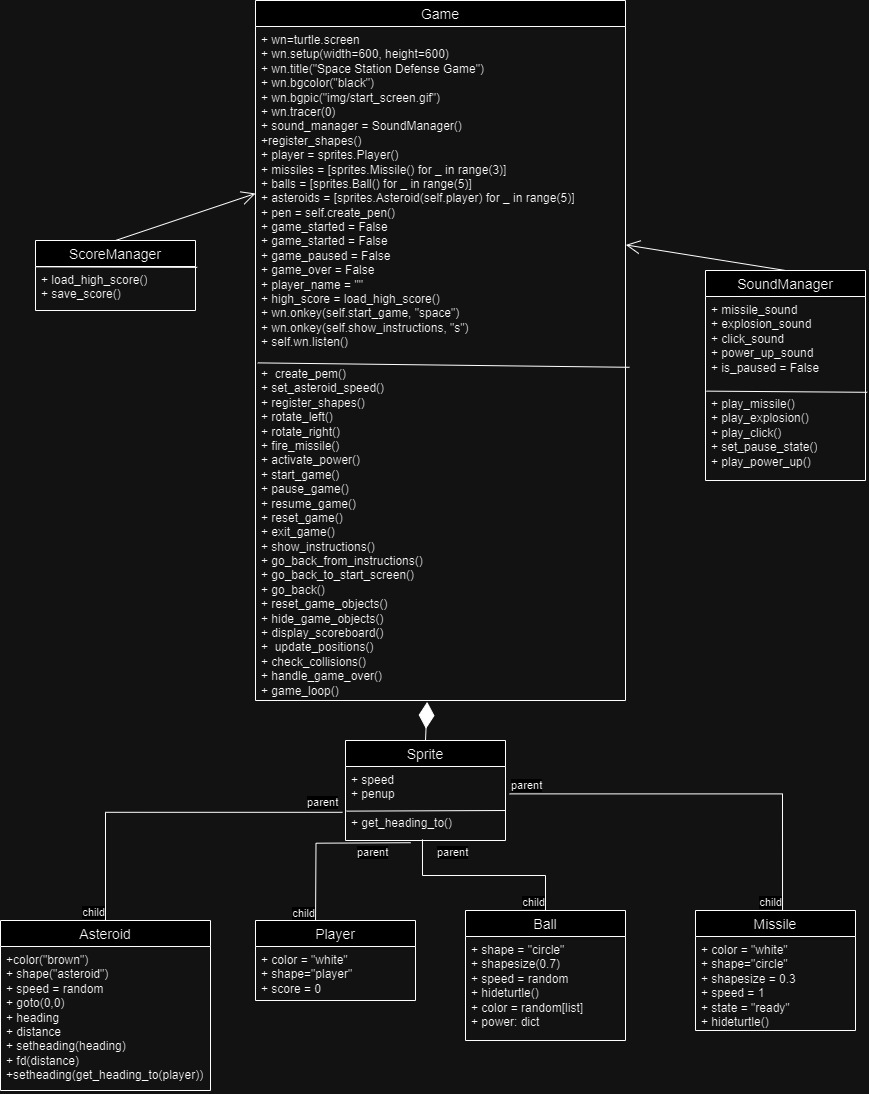 Game
+ wn=turtle.screen
+ wn.setup(width=600, height=600)
+ wn.title("Space Station Defense Game")
+ wn.bgcolor("black")
+ wn.bgpic("img/start_screen.gif")
+ wn.tracer(0)
+ sound_manager = SoundManager()
+register_shapes()
+ player = sprites.Player()
+ missiles = [sprites.Missile() for _ in range(3)]
+ balls = [sprites.Ball() for _ in range(5)]
+ asteroids = [sprites.Asteroid(self.player) for _ in range(5)]
+ pen = self.create_pen()
+ game_started = False
+ game_started = False
+ game_paused = False
+ game_over = False
+ player_name = ""
+ high_score = load_high_score()
+ wn.onkey(self.start_game, "space")
+ wn.onkey(self.show_instructions, "s")
+ self.wn.listen()
+ create_pem()
+ set_asteroid_speed()
+ register_shapes()
+ rotate_left()
+ rotate_right()
+ fire_missile()
+ activate_power()
+ start_game()
+ pause_game()
+ resume_game()
+ reset_game()
+ exit_game()
+ show_instructions()
+ go_back_from_instructions()
+ go_back_to_start_screen()
+ go_back()
+ reset_game_objects()
+ hide_game_objects()
+ display_scoreboard()
+ update_positions()
+ check_collisions()
+ handle_game_over()
+ game_loop()
ScoreManager
+ load_high_score()
+ save_score()
SoundManager
+ missile_sound
+ explosion_sound
+ click_sound
+ power_up_sound
+ is_paused = False
+ play_missile()
+ play_explosion()
+ play_click()
+ set_pause_state()
+ play_power_up()
Sprite
+ speed
+ penup
+ get_heading_to()
parent
parent
parent
parent
child
child
child
child
Asteroid
+color("brown")
+ shape("asteroid")
+ speed = random
+ goto(0,0)
+ heading
+ distance
+ setheading(heading)
+ fd(distance)
+setheading(get_heading_to(player))
Player
+ color = "white"
+ shape="player"
+ score = 0
Ball
+ shape = "circle"
+ shapesize(0.7)
+ speed = random
+ hideturtle()
+ color = random[list]
+ power: dict
Missile
+ color = "white"
+ shape="circle"
+ shapesize = 0.3
+ speed = 1
+ state = "ready"
+ hideturtle()